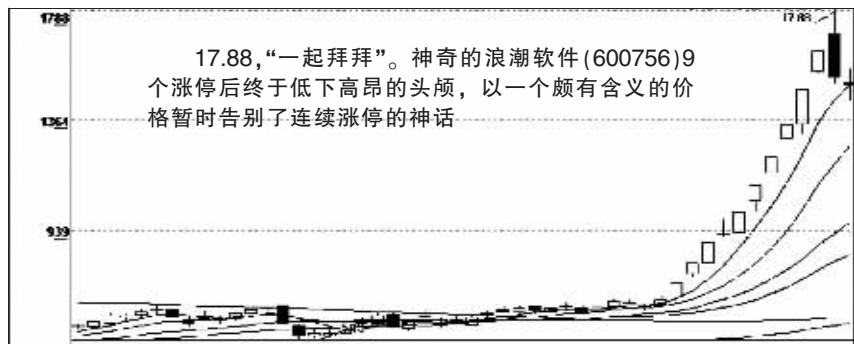 1788
17.88
17.88,“一起拜拜”。神奇的浪潮软件(600756)9
个涨停后终于低下高昂的头颅，以一个颇有含义的价
格暂时告别了连续涨停的神话
1364
939